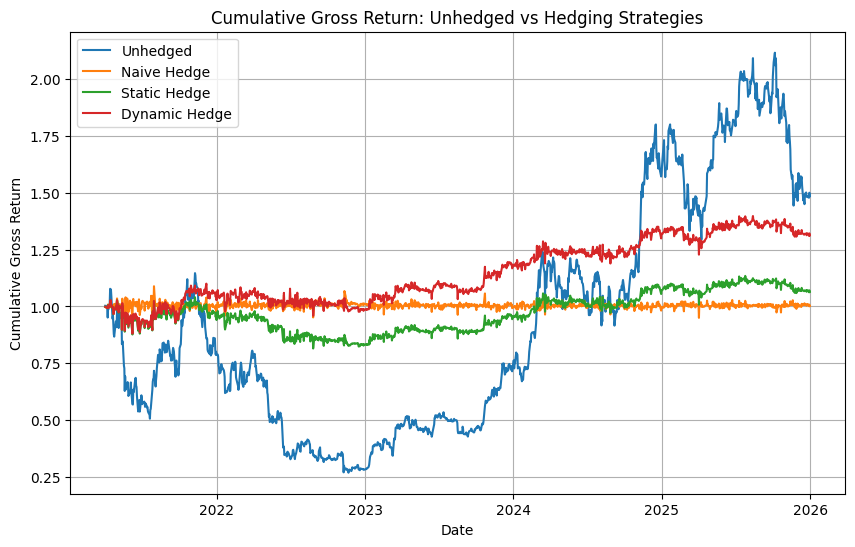 Cumulative Gross Return: Unhedged vs Hedging Strategies
Unhedged
Naive Hedge
Static Hedge
Dynamic Hedge
Cumulative Gross Return
2.00
1.75
1.50
1.25
1.00
0.75
0.50
0.25
2022
2023
2024
2025
2026
Date